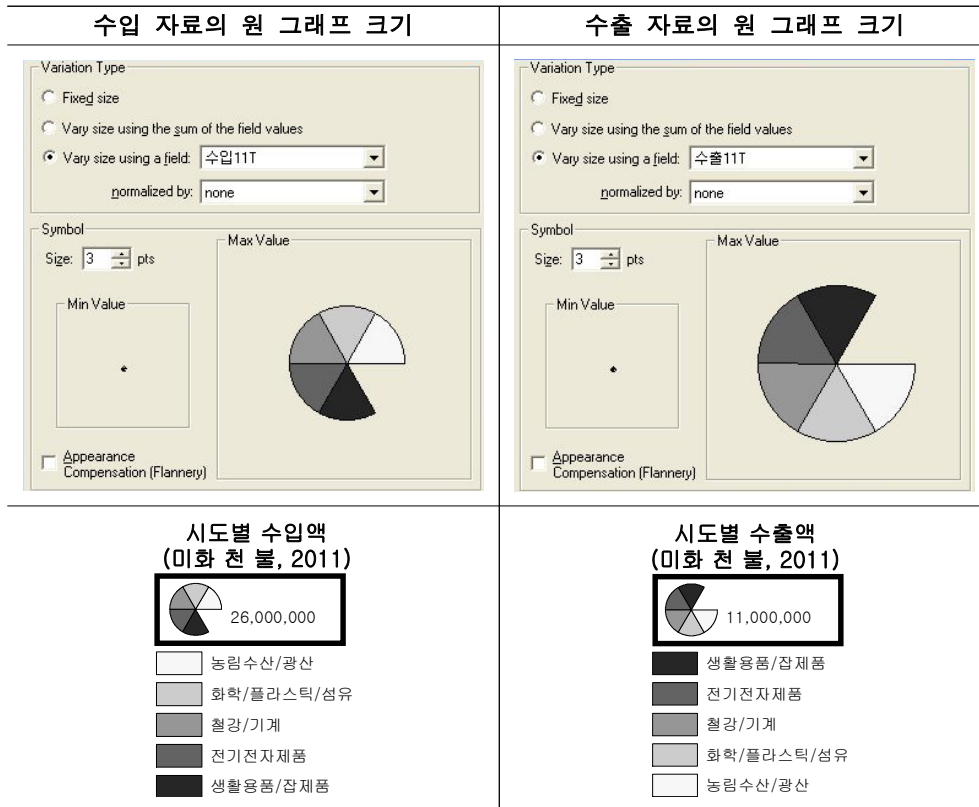 수입 자료의 원 그래프 크기
Variation Type
Fixed size
Vary size using the sum of the field values
Vary size using a field: 수입11T
normalized by: none
Symbol
Size: 3 pts
Min Value
Max Value
Appearance
Compensation (Flannery)
시도별 수입액
(미화 천 불, 2011)
26,000,000
농림수산/광산
화학/플라스틱/섬유
철강/기계
전기전자제품
생활용품/잡제품
수출 자료의 원 그래프 크기
Variation Type
Fixed size
Vary size using the sum of the field values
Vary size using a field: 수출11T
normalized by: none
Symbol
Size: 3 pts
Min Value
Max Value
Appearance
Compensation (Flannery)
시도별 수출액
(미화 천 불, 2011)
11,000,000
생활용품/잡제품
전기전자제품
철강/기계
화학/플라스틱/섬유
농림수산/광산